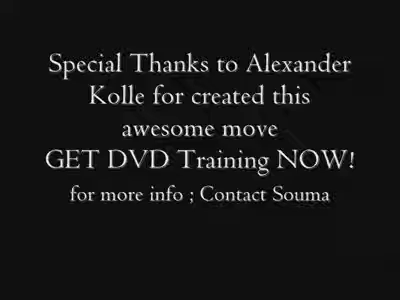 Special Thanks to Alexander
Kolle for created this
awesome move
GET DVD Training NOW!
for more info ; Contact Souma